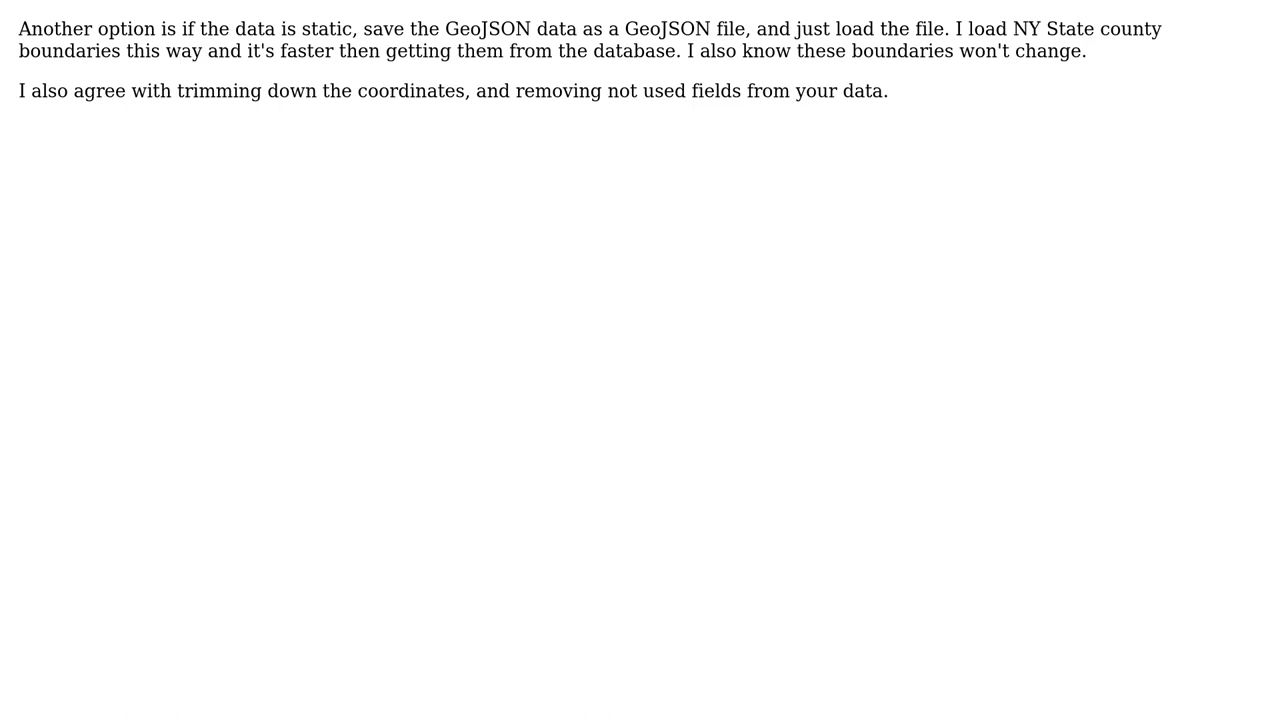 Another option is if the data is static, save the GeoJSON data as a GeoJSON file, and just load the file. I load NY State county
boundaries this way and it's faster then getting them from the database. I also know these boundaries won't change.
I also agree with trimming down the coordinates, and removing not used fields from your data.